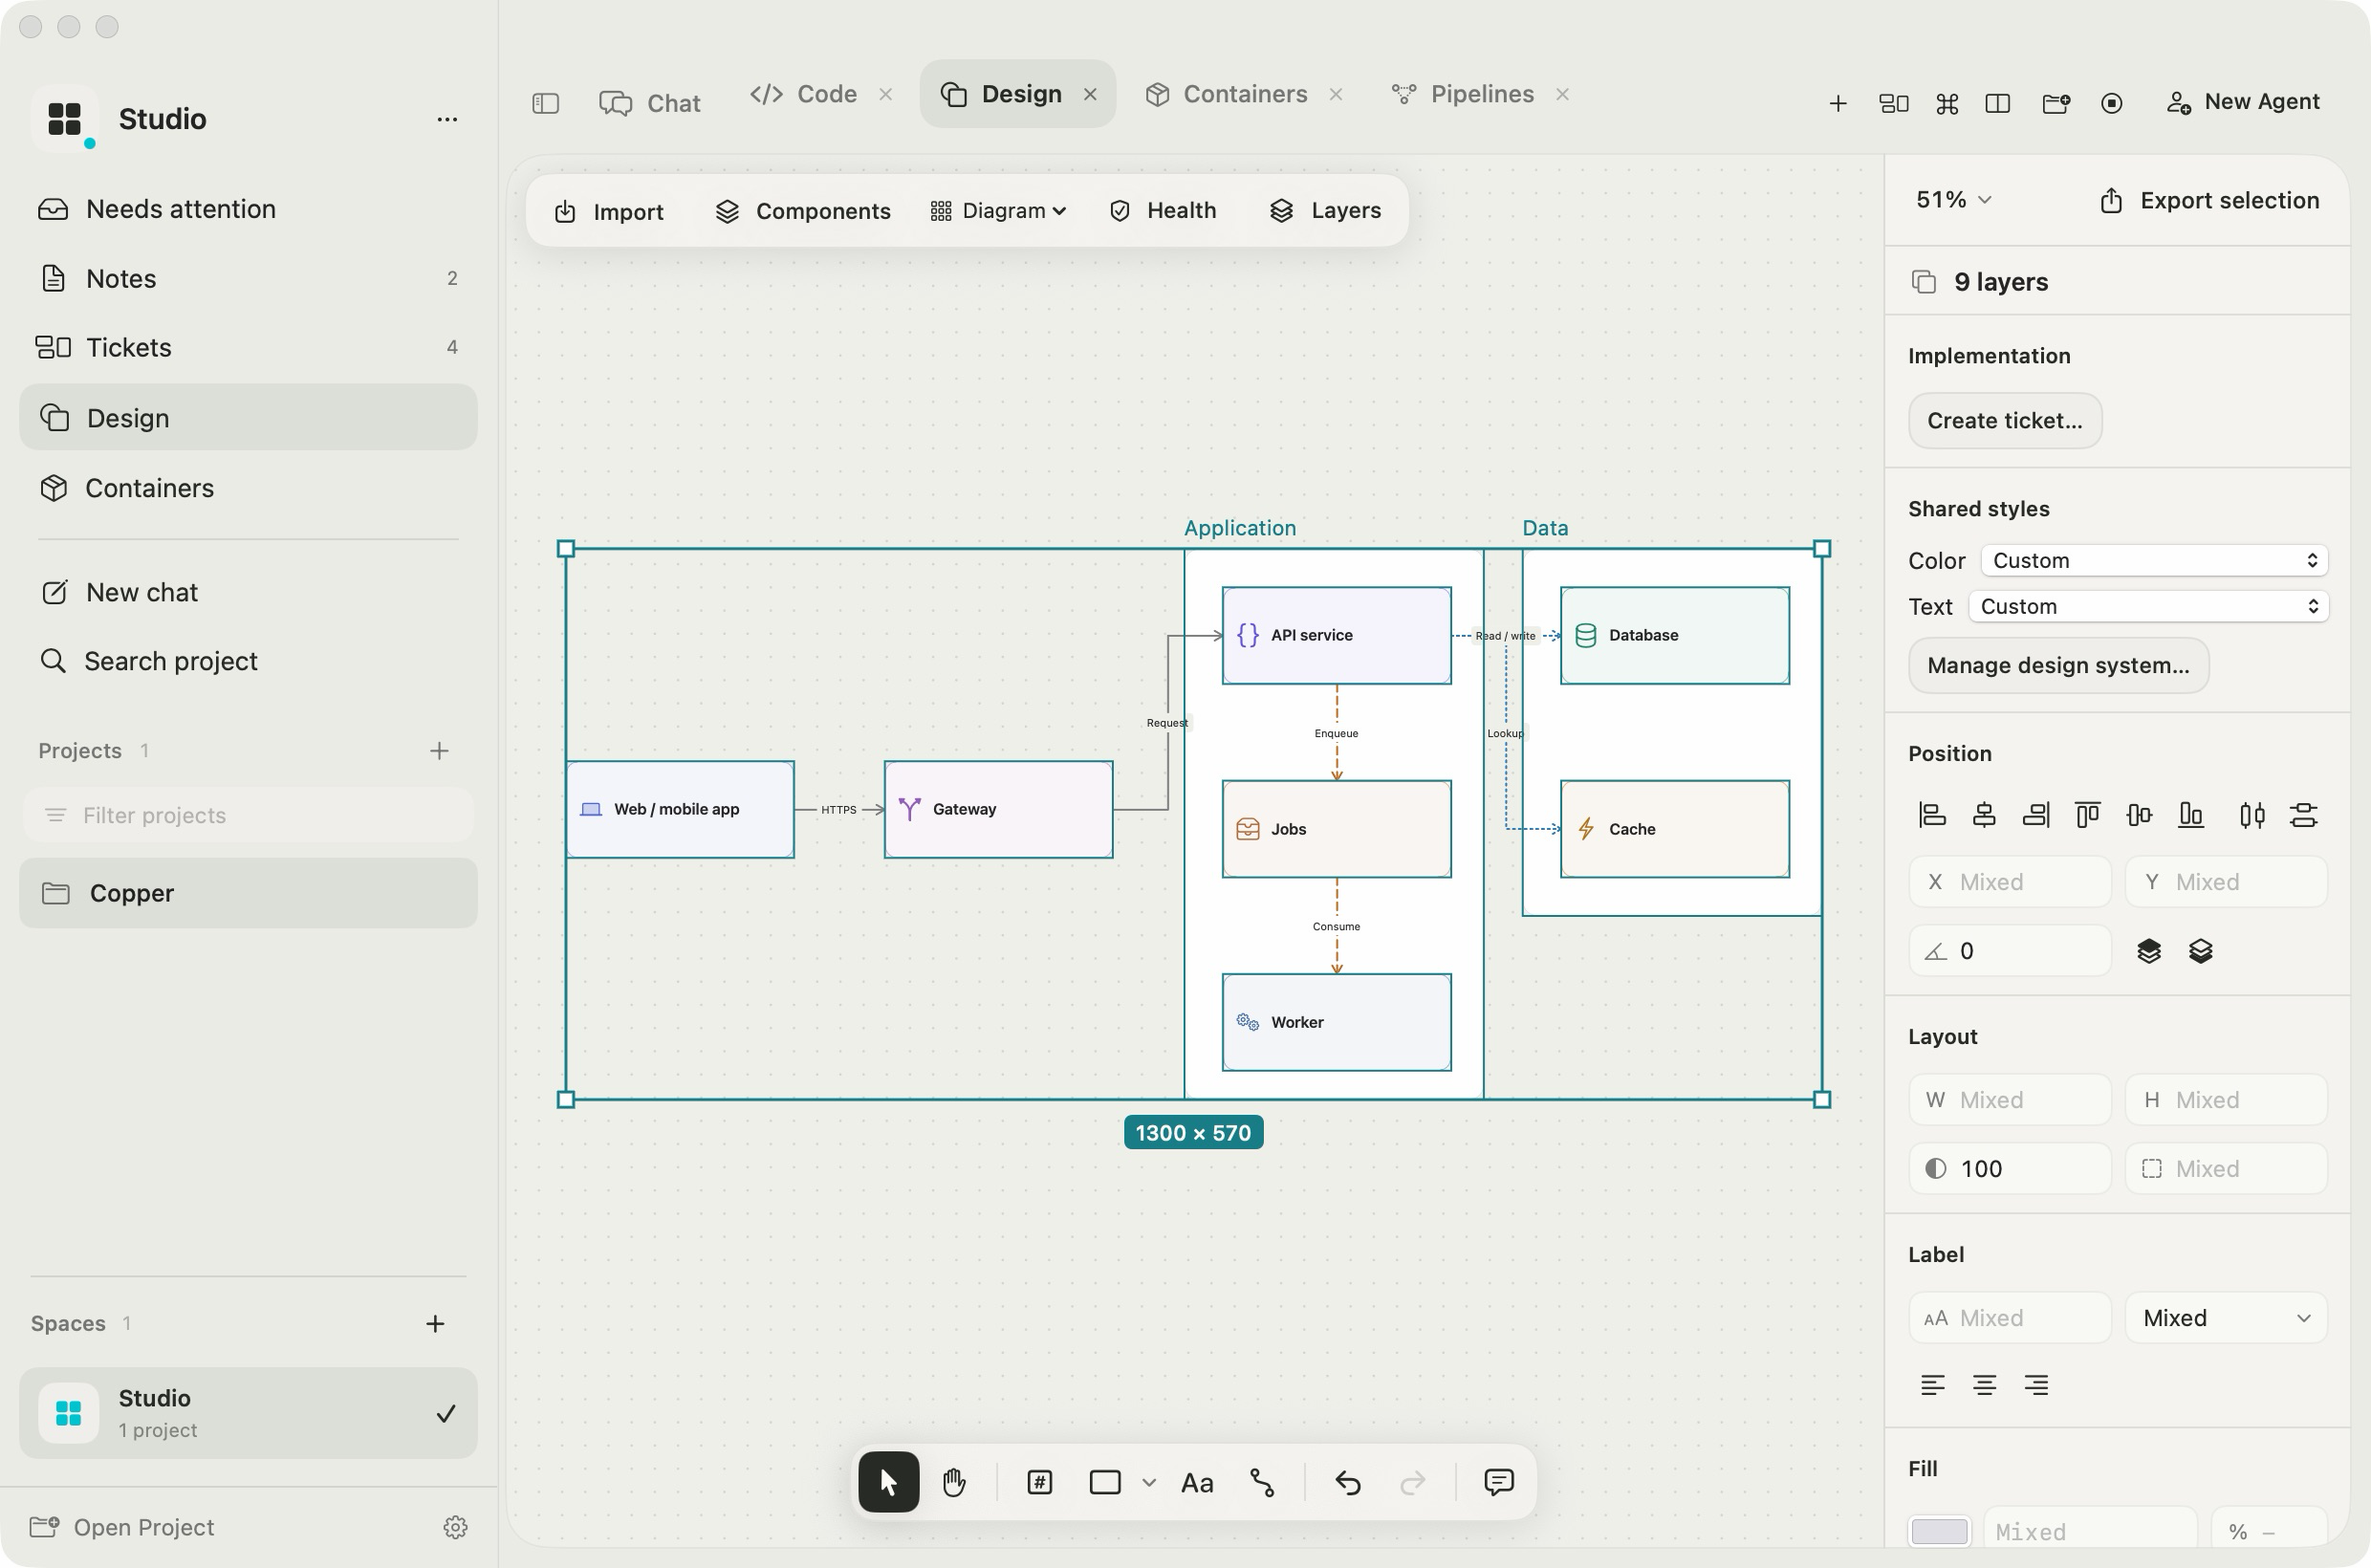 Studio
Needs attention
Notes 2
Tickets 4
Design
Containers
New chat
Search project
Projects 1
Filter projects
Copper
Spaces 1
Studio
1 project
Open Project
Chat
Code
Design
Containers
Pipelines
New Agent
Import
Components
Diagram
Health
Layers
Application
Data
API service
Read / write
Database
Request
Enqueue
Lookup
Web / mobile app
HTTPS
Gateway
Jobs
Cache
Consume
Worker
1300 × 570
Aa
51%
Export selection
9 layers
Implementation
Create ticket...
Shared styles
Color Custom
Text Custom
Manage design system...
Position
X Mixed
Y Mixed
0
Layout
W Mixed
H Mixed
100
Mixed
Label
AA Mixed
Mixed
Fill
Mixed
% –